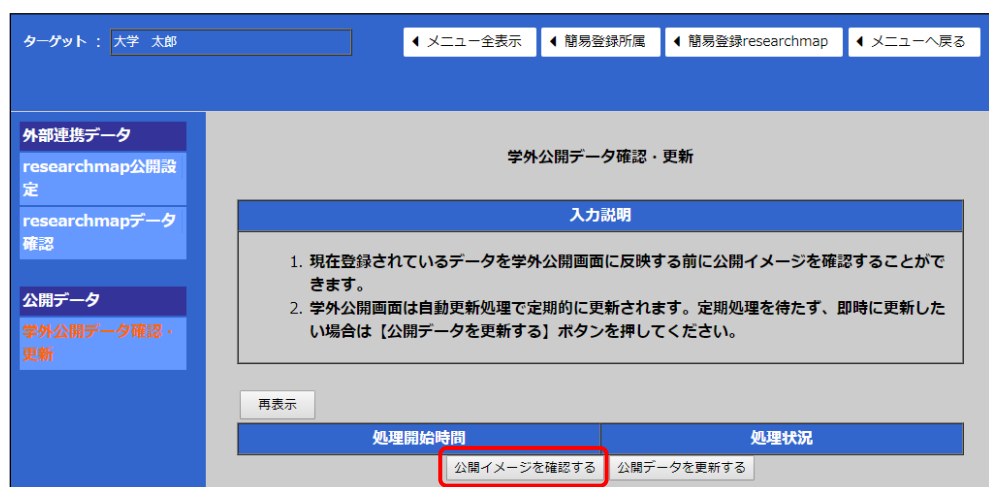 ターゲット : 大学 太郎
◀ メニュー全表示 ◀ 簡易登録所属 ◀ 簡易登録researchmap ◀ メニューへ戻る
外部連携データ
researchmap公開設
定
researchmapデータ
確認
公開データ
学外公開データ確認・
更新
学外公開データ確認・更新
入力説明
1. 現在登録されているデータを学外公開画面に反映する前に公開イメージを確認することがで
きます。
2. 学外公開画面は自動更新処理で定期的に更新されます。定期処理を待たず、即時に更新した
い場合は【公開データを更新する】ボタンを押してください。
再表示
処理開始時間 処理状況
公開イメージを確認する 公開データを更新する